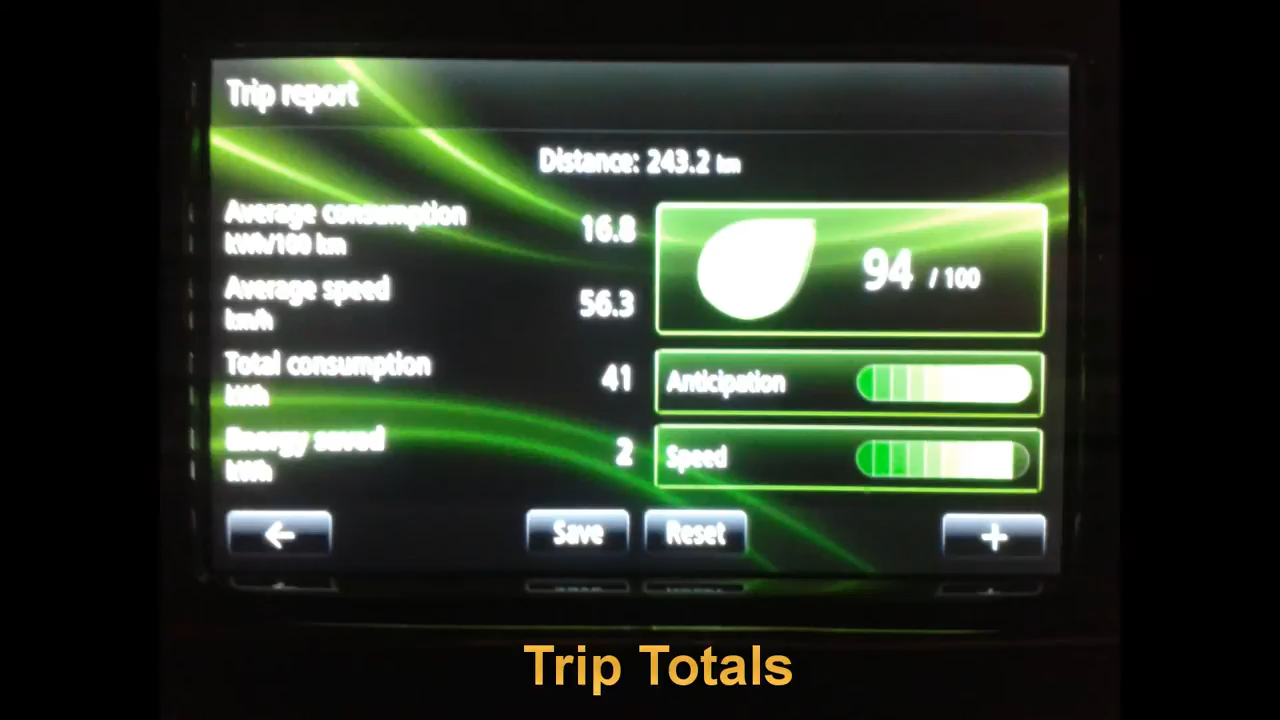 Trip report
Distance: 243.2 km
Average consumption
kWh/100 km
16.8
Average speed
km/h
56.3
Total consumption
kWh
41
Energy saved
kWh
2
94 / 100
Anticipation
Speed
Save
Reset
+
Trip Totals